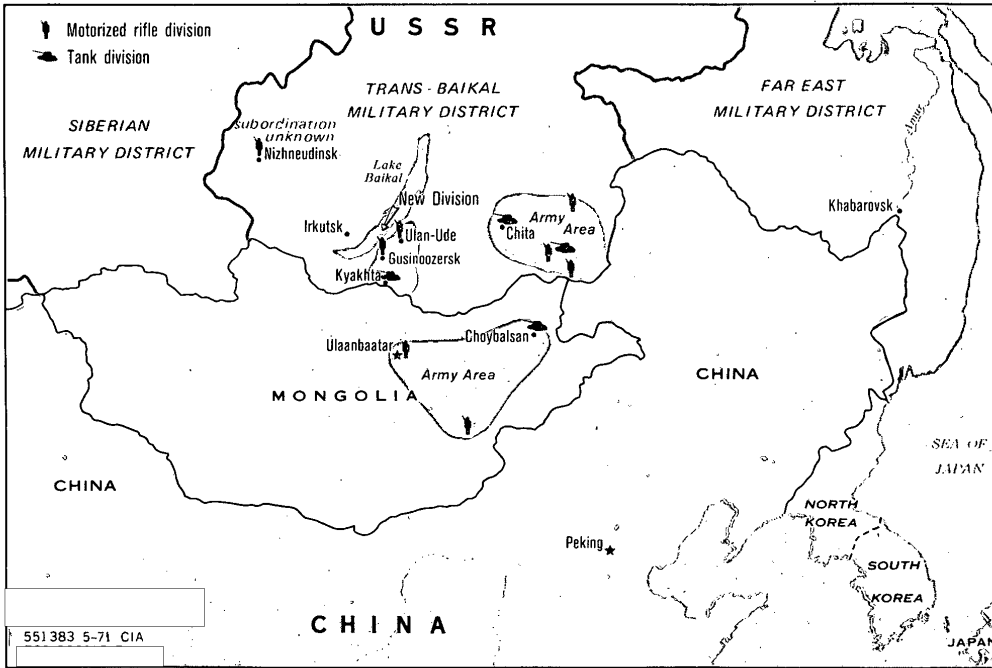 Motorized rifle division
Tank division
USSR
TRANS-BAIKAL
MILITARY DISTRICT
FAR EAST
MILITARY DISTRICT
SIBERIAN
MILITARY DISTRICT
subordination
unknown
Nizhneudinsk
Lake
Baikal
New Division
Irkutsk
Ulan-Ude
Gusinoozersk
Kyakhta
Army
Area
Chita
Amur
Khabarovsk
Ulaanbaatar
Choybalsan
Army Area
MONGOLIA
CHINA
CHINA
SEA OF
JAPAN
NORTH
KOREA
Peking
SOUTH
KOREA
CHINA
JAPAN
551383 5-71 CIA